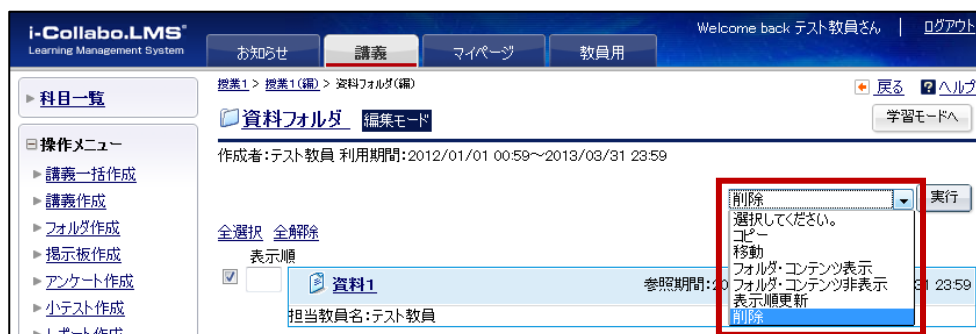 i-Collabo.LMS
Learning Management System
Welcome back テスト教員さん
ログアウト
お知らせ
講義
マイページ
教員用
授業1 > 授業1(編) > 資料フォルダ(編)
戻る
ヘルプ
科目一覧
資料フォルダ 編集モード
学習モードへ
操作メニュー
作成者:テスト教員 利用期間:2012/01/01 00:59～2013/03/31 23:59
講義一括作成
講義作成
フォルダ作成
掲示板作成
アンケート作成
小テスト作成
レポート作成
削除
実行
選択してください。
コピー
移動
フォルダ・コンテンツ表示
フォルダ・コンテンツ非表示
表示順更新
削除
全選択 全解除
表示順
資料1
参照期間:
23:59
担当教員名:テスト教員